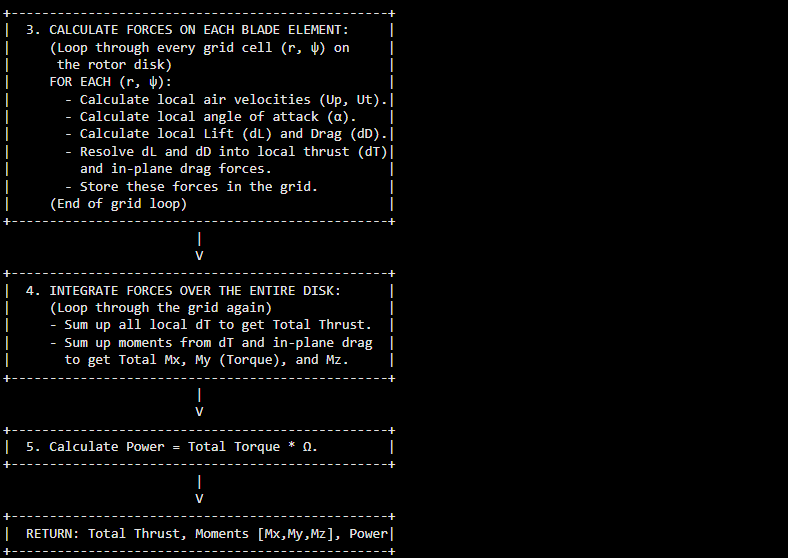 3. CALCULATE FORCES ON EACH BLADE ELEMENT:
(Loop through every grid cell (r, ψ) on
the rotor disk)
FOR EACH (r, ψ):
- Calculate local air velocities (Up, Ut).
- Calculate local angle of attack (α).
- Calculate local Lift (dL) and Drag (dD).
- Resolve dL and dD into local thrust (dT)
and in-plane drag forces.
- Store these forces in the grid.
(End of grid loop)
V
4. INTEGRATE FORCES OVER THE ENTIRE DISK:
(Loop through the grid again)
- Sum up all local dT to get Total Thrust.
- Sum up moments from dT and in-plane drag
to get Total Mx, My (Torque), and Mz.
V
5. Calculate Power = Total Torque * Ω.
V
RETURN: Total Thrust, Moments [Mx,My,Mz], Power